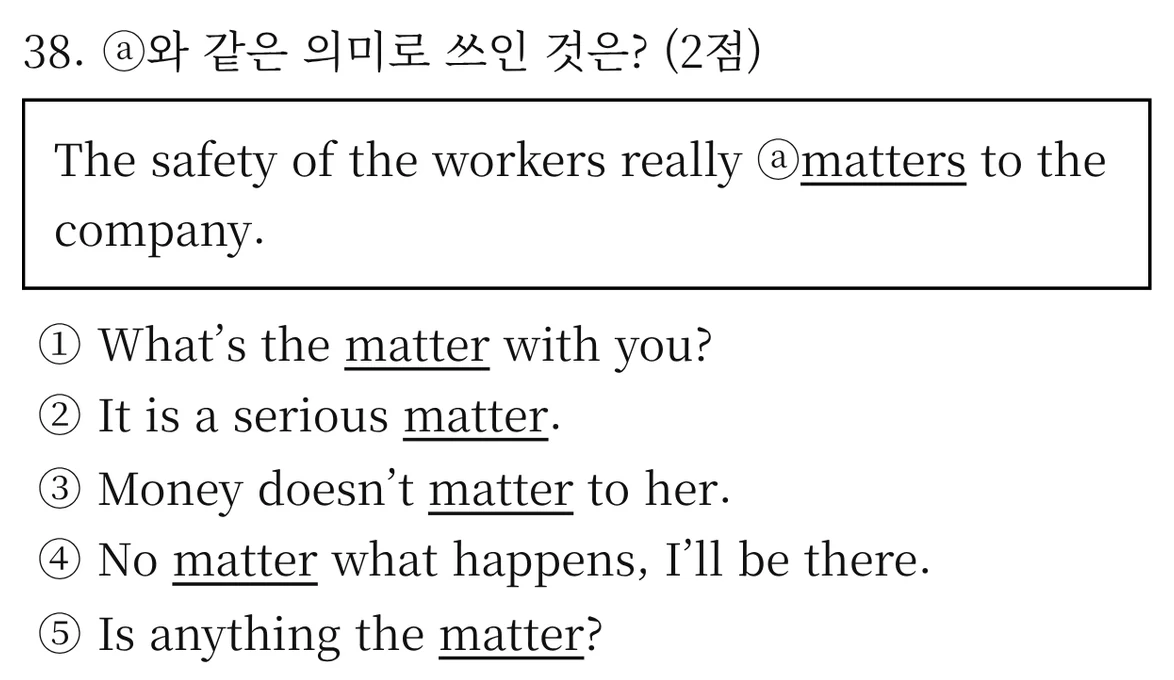 38. ⓐ와 같은 의미로 쓰인 것은? (2점)
The safety of the workers really ⓐmatters to the
company.
① What’s the matter with you?
② It is a serious matter.
③ Money doesn’t matter to her.
④ No matter what happens, I’ll be there.
⑤ Is anything the matter?